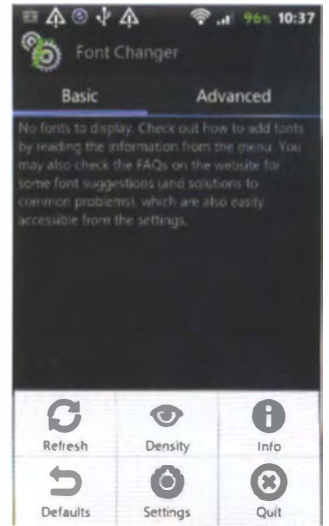 96% 10:37
Font Changer
Basic Advanced
No fonts to display. Check out how to add fonts
by reading the information from the menu. You
may also check the FAQs on the website for
some font suggestions (and solutions to
common problems), which are also easily
accessible from the settings.
Refresh Density Info
Defaults Settings Quit